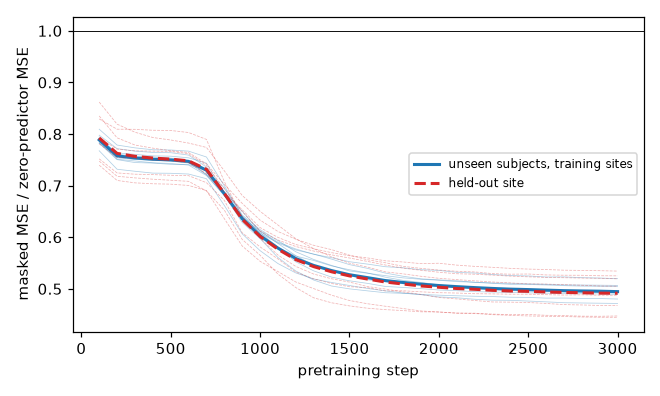 masked MSE / zero-predictor MSE
1.0
0.9
0.8
0.7
0.6
0.5
unseen subjects, training sites
held-out site
0 500 1000 1500 2000 2500 3000
pretraining step